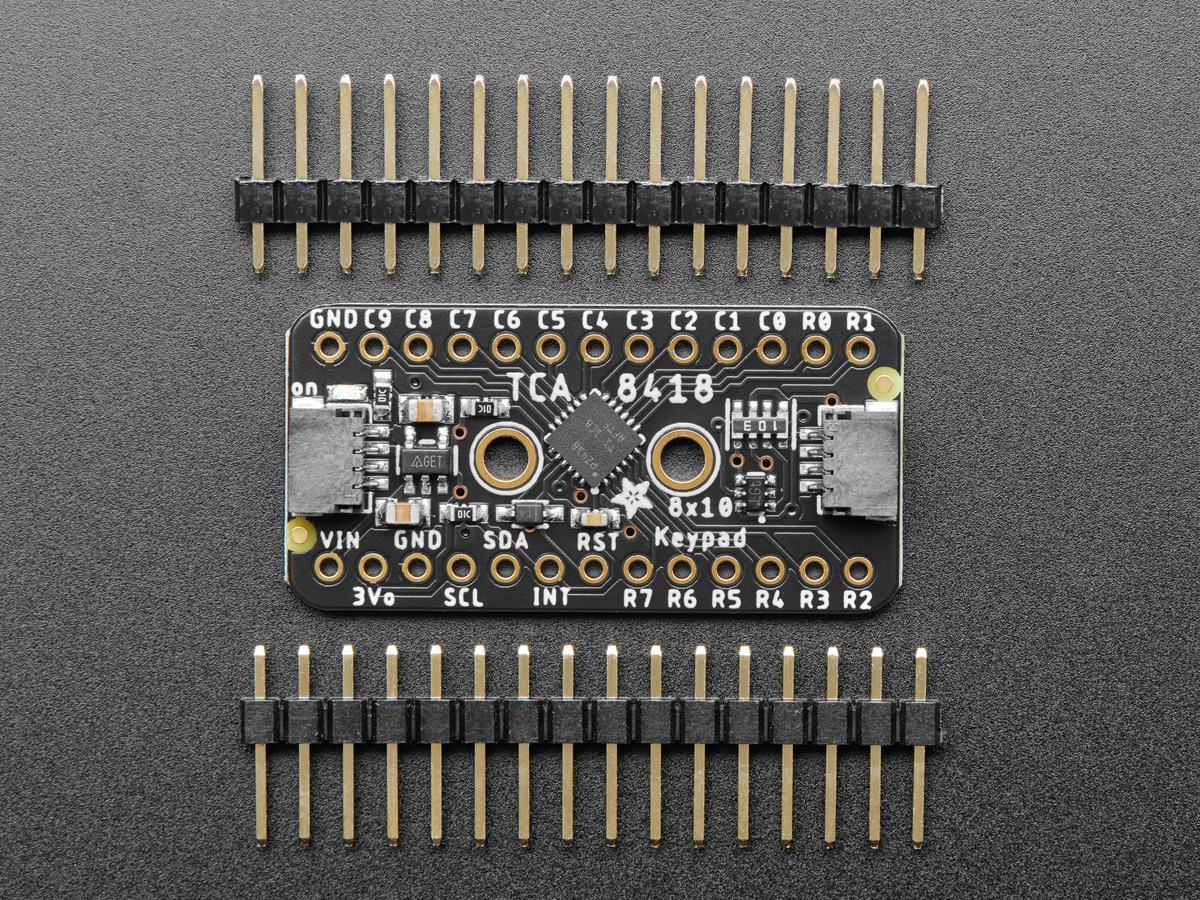 GND C9 C8 C7 C6 C5 C4 C3 C2 C1 C0 R0 R1
TCA 8418
on
103
GET
8x10
Keypad
VIN GND SDA RST
3Vo SCL INT R7 R6 R5 R4 R3 R2